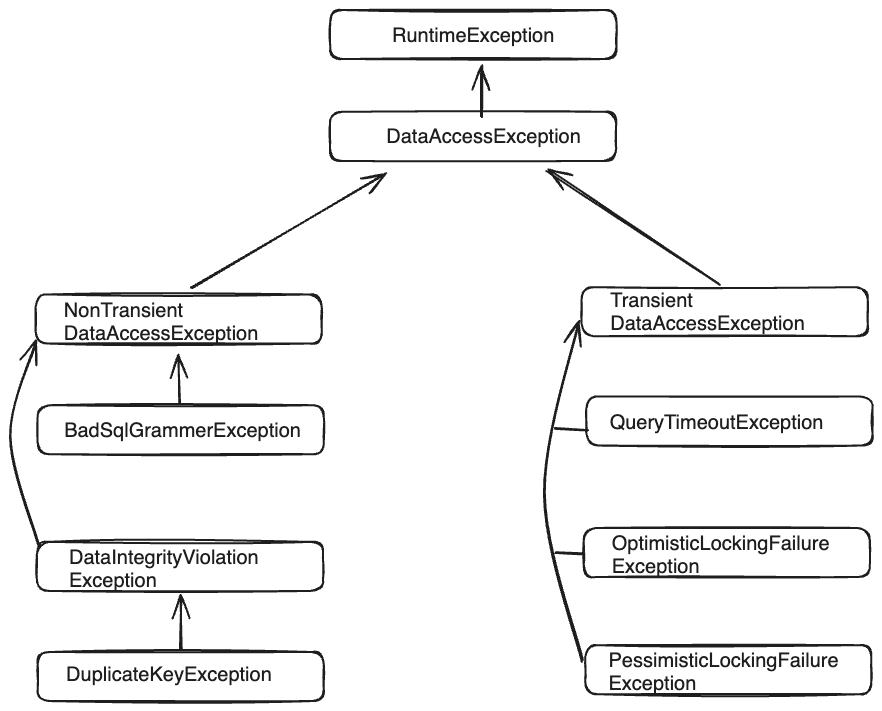 RuntimeException
DataAccessException
NonTransient
DataAccessException
BadSqlGrammerException
DataIntegrityViolation
Exception
DuplicateKeyException
Transient
DataAccessException
QueryTimeoutException
OptimisticLockingFailure
Exception
PessimisticLockingFailure
Exception